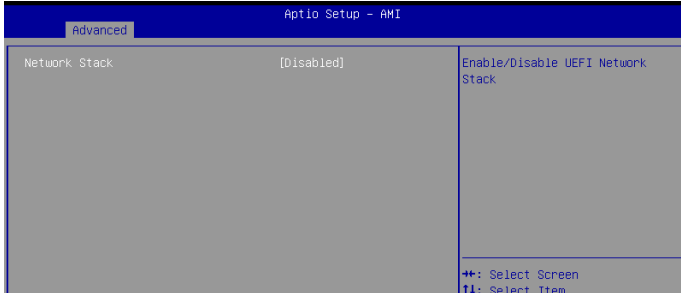 Aptio Setup – AMI
Advanced
Network Stack [Disabled]
Enable/Disable UEFI Network
Stack
→←: Select Screen
↑↓: Select Item